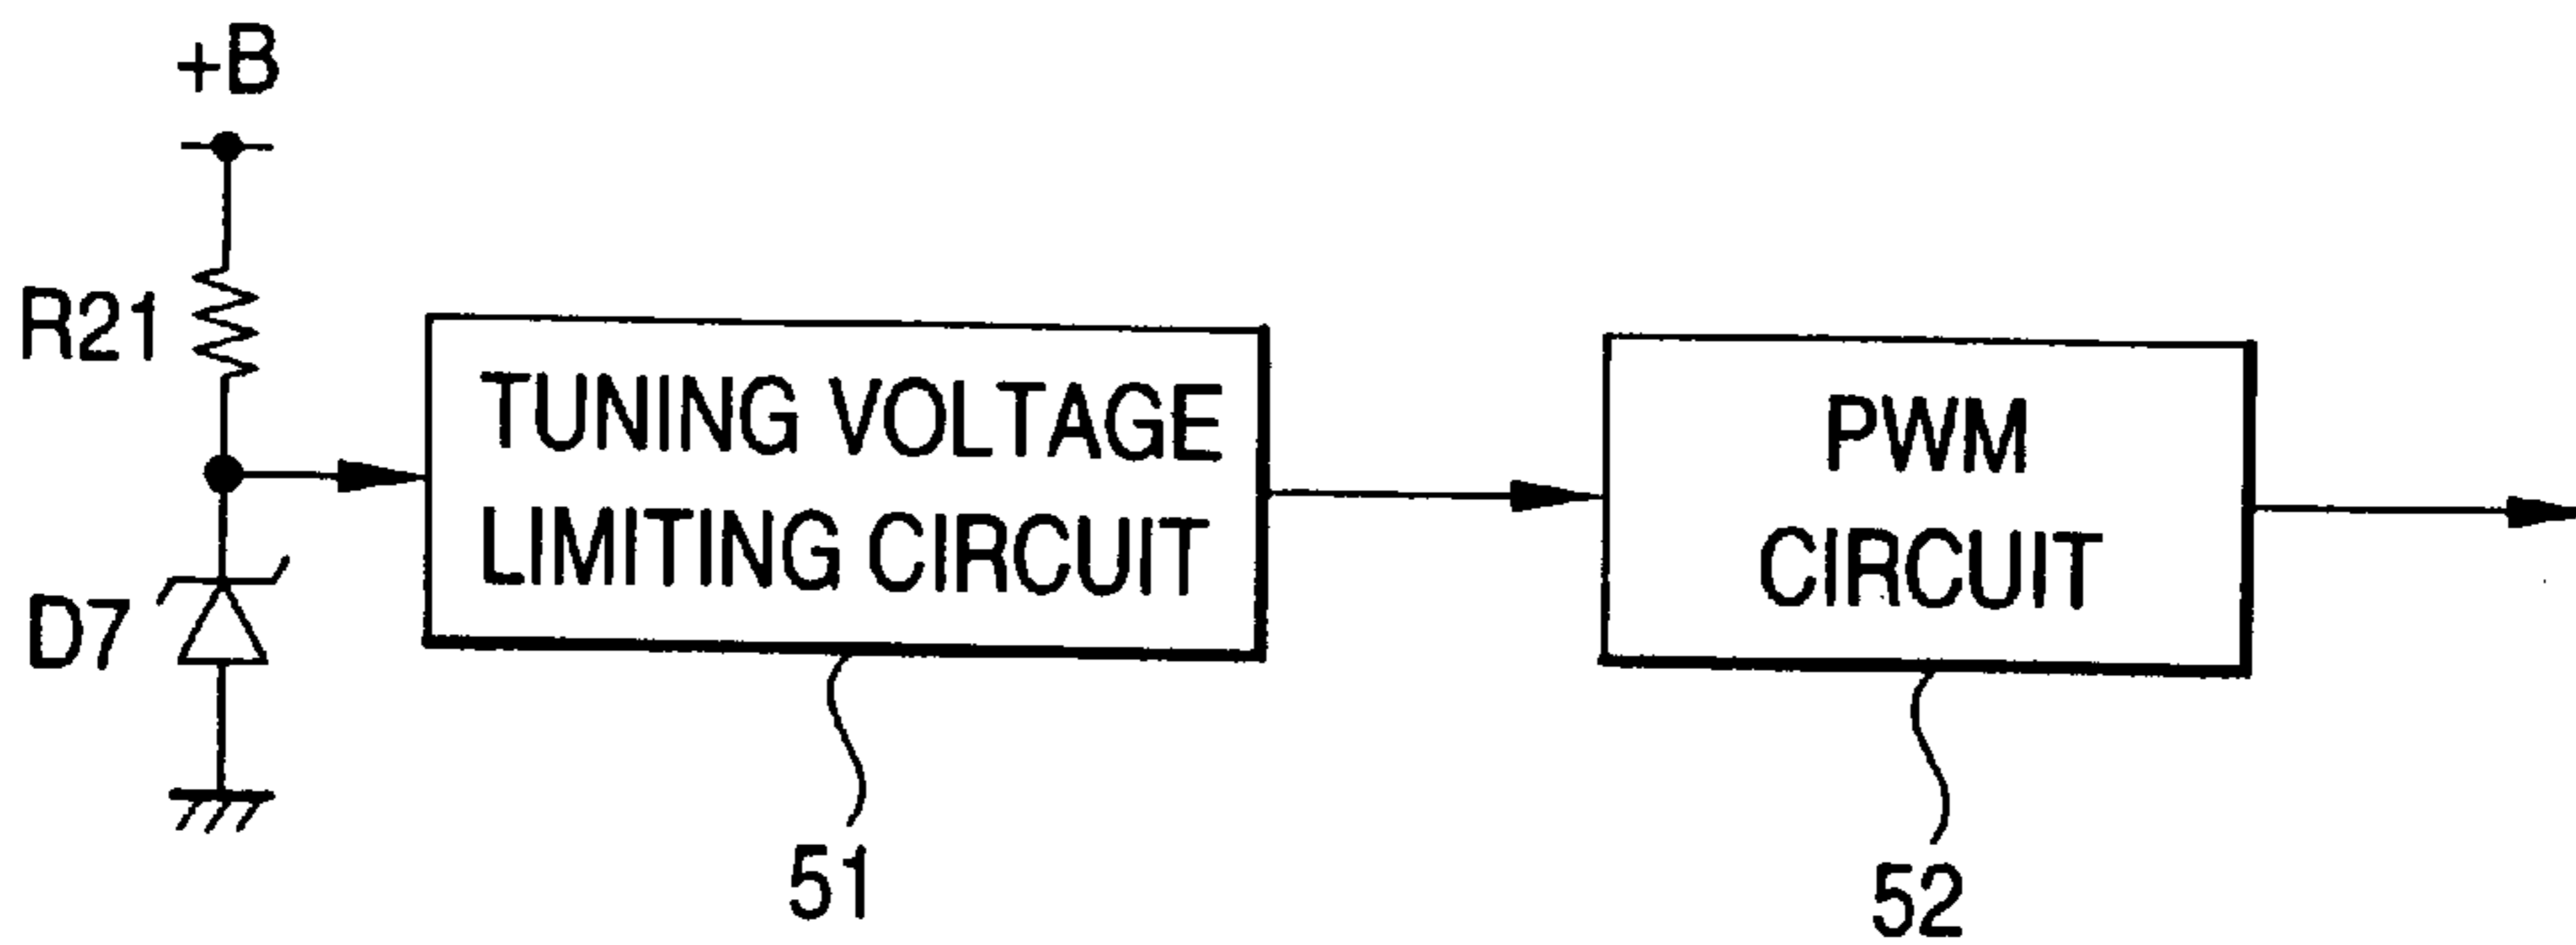 +B
R21
TUNING VOLTAGE
LIMITING CIRCUIT
PWM
CIRCUIT
D7
51
52